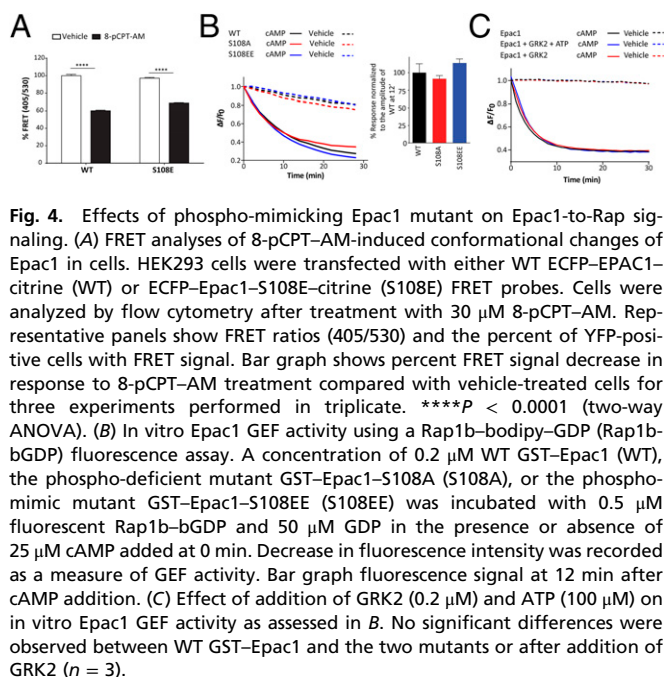 A
Vehicle 8-pCPT-AM
% FRET (405/530)
120
100
80
60
40
20
0
****
****
WT
S108E
B
WT cAMP Vehicle
S108A cAMP Vehicle
S108EE cAMP Vehicle
ΔF/F0
1.0
0.8
0.6
0.4
0.2
0 10 20 30
Time (min)
% Response normalized
to the amplitude of
WT at 12'
125
100
75
50
25
0
WT
S108A
S108EE
C
Epac1 cAMP Vehicle
Epac1 + GRK2 + ATP cAMP Vehicle
Epac1 + GRK2 cAMP Vehicle
ΔF/F0
1.0
0.8
0.6
0.4
0 10 20 30
Time (min)
Fig. 4. Effects of phospho-mimicking Epac1 mutant on Epac1-to-Rap sig-
naling. (A) FRET analyses of 8-pCPT–AM-induced conformational changes of
Epac1 in cells. HEK293 cells were transfected with either WT ECFP–EPAC1–
citrine (WT) or ECFP–Epac1–S108E–citrine (S108E) FRET probes. Cells were
analyzed by flow cytometry after treatment with 30 μM 8-pCPT–AM. Rep-
resentative panels show FRET ratios (405/530) and the percent of YFP-posi-
tive cells with FRET signal. Bar graph shows percent FRET signal decrease in
response to 8-pCPT–AM treatment compared with vehicle-treated cells for
three experiments performed in triplicate. ****P < 0.0001 (two-way
ANOVA). (B) In vitro Epac1 GEF activity using a Rap1b–bodipy–GDP (Rap1b-
bGDP) fluorescence assay. A concentration of 0.2 μM WT GST–Epac1 (WT),
the phospho-deficient mutant GST–Epac1–S108A (S108A), or the phospho-
mimic mutant GST–Epac1–S108EE (S108EE) was incubated with 0.5 μM
fluorescent Rap1b–bGDP and 50 μM GDP in the presence or absence of
25 μM cAMP added at 0 min. Decrease in fluorescence intensity was recorded
as a measure of GEF activity. Bar graph fluorescence signal at 12 min after
cAMP addition. (C) Effect of addition of GRK2 (0.2 μM) and ATP (100 μM) on
in vitro Epac1 GEF activity as assessed in B. No significant differences were
observed between WT GST–Epac1 and the two mutants or after addition of
GRK2 (n = 3).